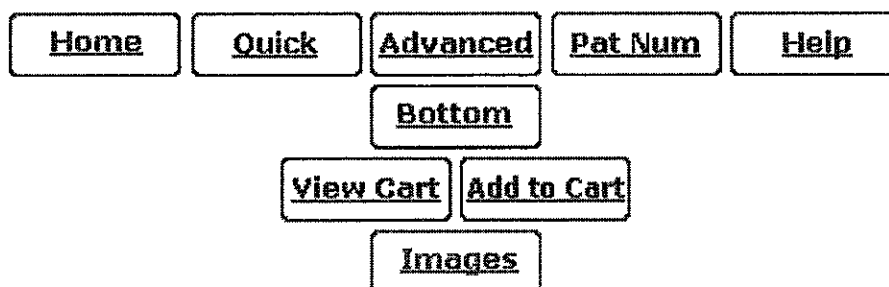 Home Quick Advanced Pat Num Help
Bottom
View Cart Add to Cart
Images